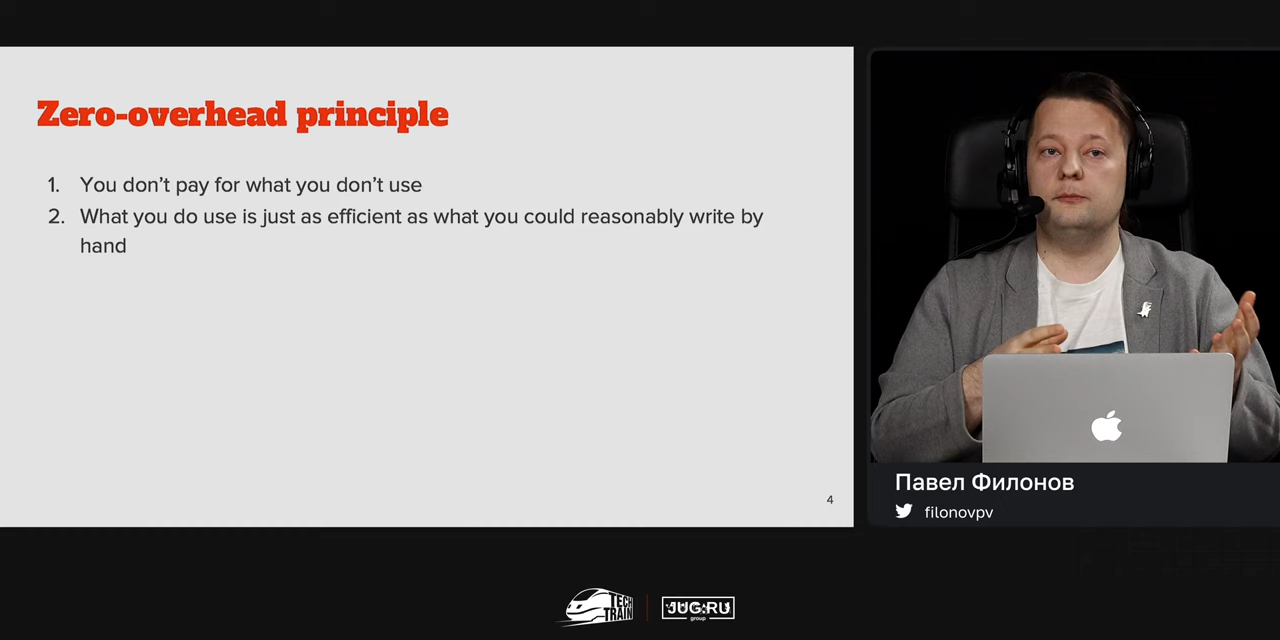 Zero-overhead principle
1. You don’t pay for what you don’t use
2. What you do use is just as efficient as what you could reasonably write by
hand
4
Павел Филонов
filonovpv
TECH
TRAIN
JUG.RU
group